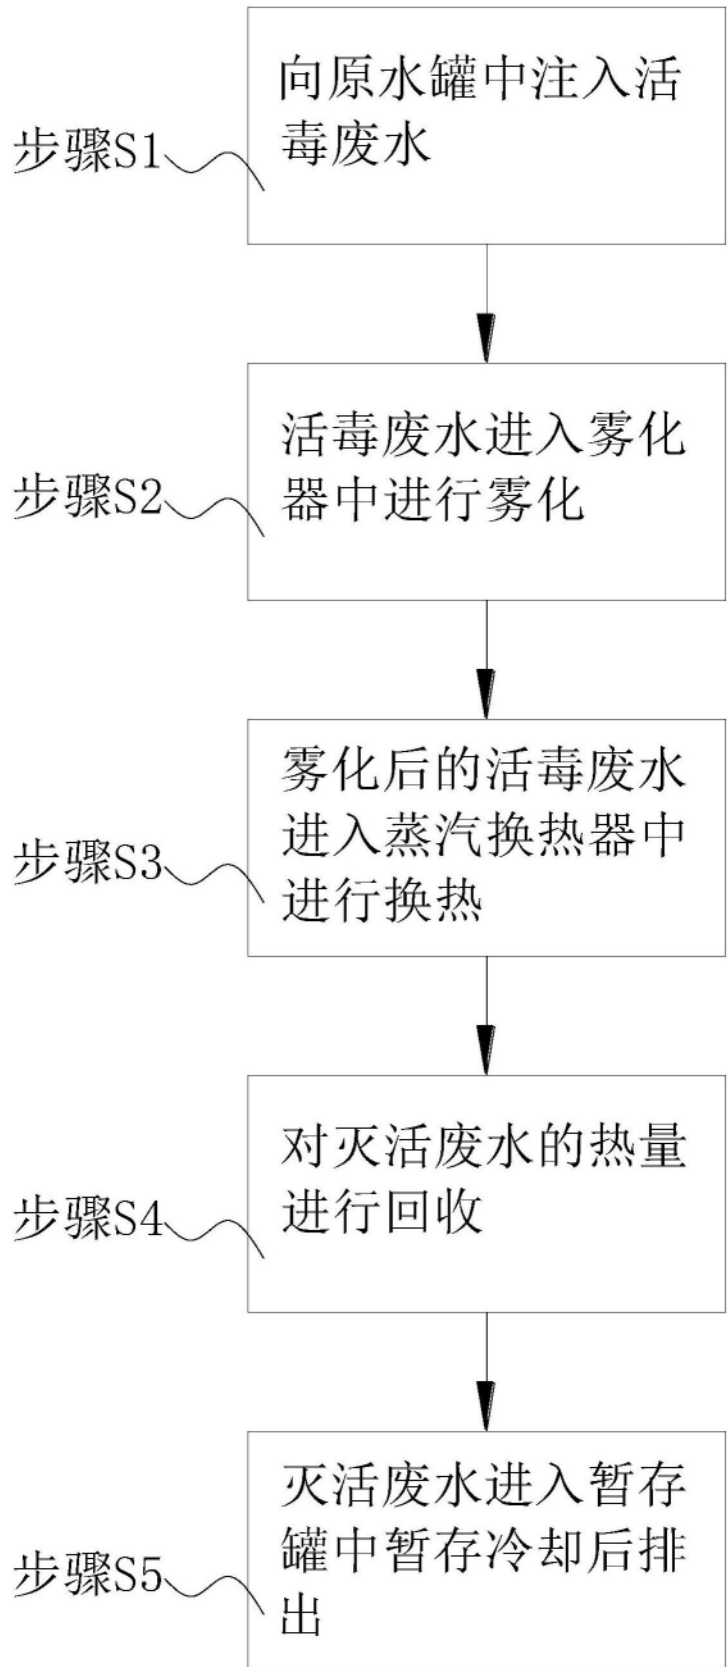 向原水罐中注入活
毒废水
步骤S1
活毒废水进入雾化
器中进行雾化
步骤S2
雾化后的活毒废水
进入蒸汽换热器中
进行换热
步骤S3
对灭活废水的热量
进行回收
步骤S4
灭活废水进入暂存
罐中暂存冷却后排
出
步骤S5